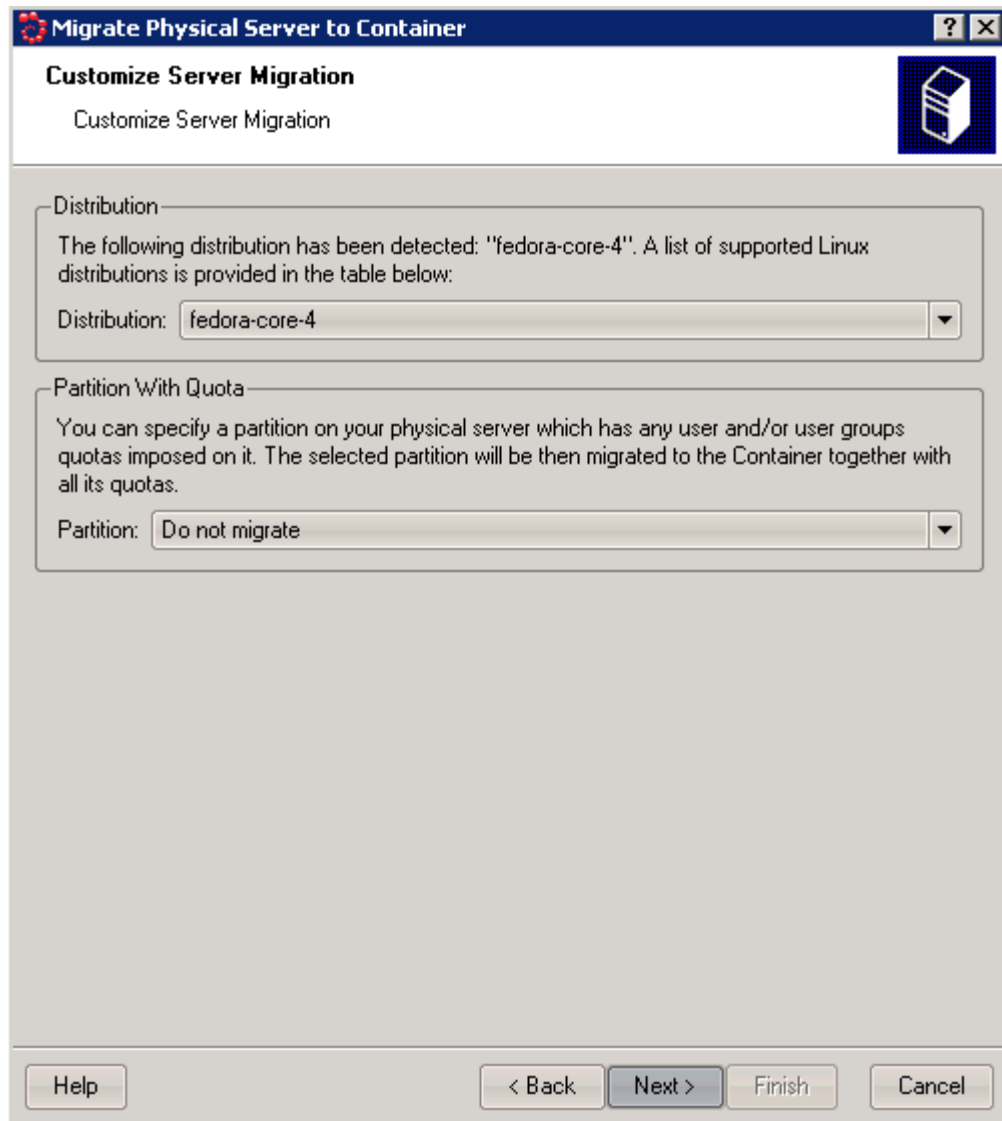 Migrate Physical Server to Container
Customize Server Migration
Customize Server Migration
Distribution
The following distribution has been detected: "fedora-core-4". A list of supported Linux
distributions is provided in the table below:
Distribution: fedora-core-4
Partition With Quota
You can specify a partition on your physical server which has any user and/or user groups
quotas imposed on it. The selected partition will be then migrated to the Container together with
all its quotas.
Partition: Do not migrate
Help < Back Next > Finish Cancel